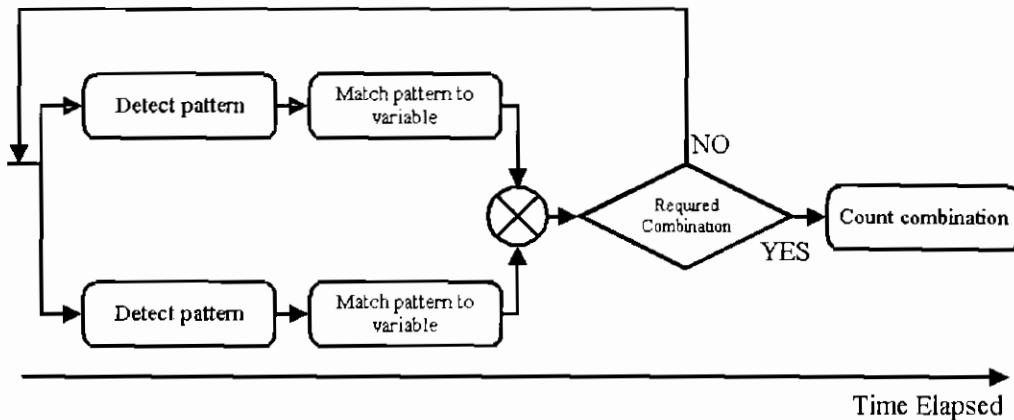 Detect pattern
Match pattern to
variable
NO
Required
Combination
YES
Count combination
Detect pattern
Match pattern to
variable
Time Elapsed